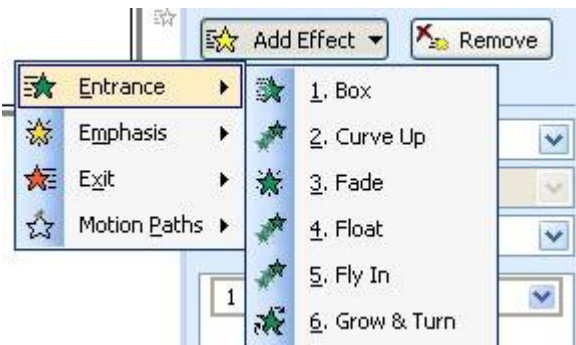 Add Effect Remove
Entrance
Emphasis
Exit
Motion Paths
1. Box
2. Curve Up
3. Fade
4. Float
5. Fly In
6. Grow & Turn
1